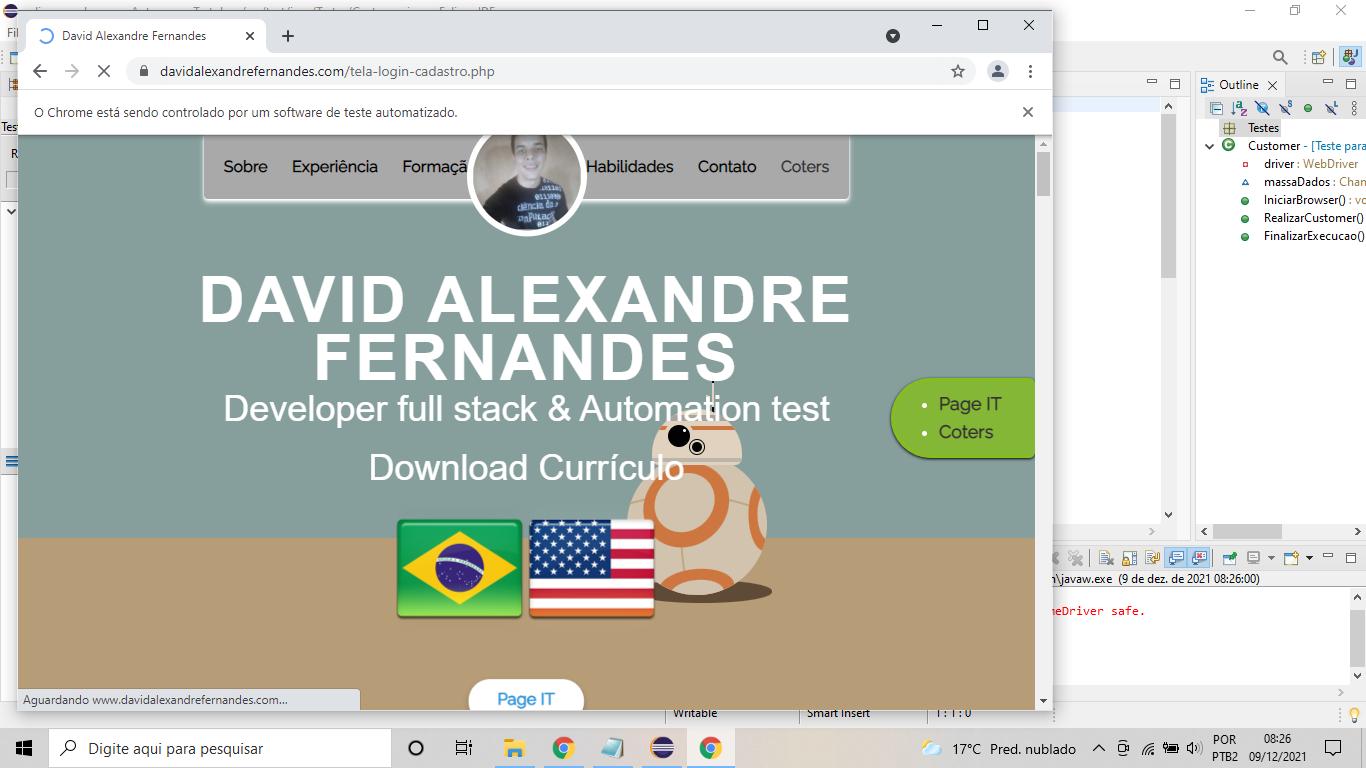 David Alexandre Fernandes
davidalexandrefernandes.com/tela-login-cadastro.php
O Chrome está sendo controlado por um software de teste automatizado.
Sobre Experiência Formaçã Habilidades Contato Coters
DAVID ALEXANDRE
FERNANDES
Developer full stack & Automation test
Download Currículo
Page IT
Coters
Page IT
Aguardando www.davidalexandrefernandes.com...
Outline
Testes
Customer - [Teste para
driver : WebDriver
massaDados : Chan
IniciarBrowser() : vo
RealizarCustomer()
FinalizarExecucao()
n\javaw.exe (9 de dez. de 2021 08:26:00)
meDriver safe.
Writable Smart Insert 1 : 1 : 0
Digite aqui para pesquisar
17°C Pred. nublado
POR
PTB2
08:26
09/12/2021